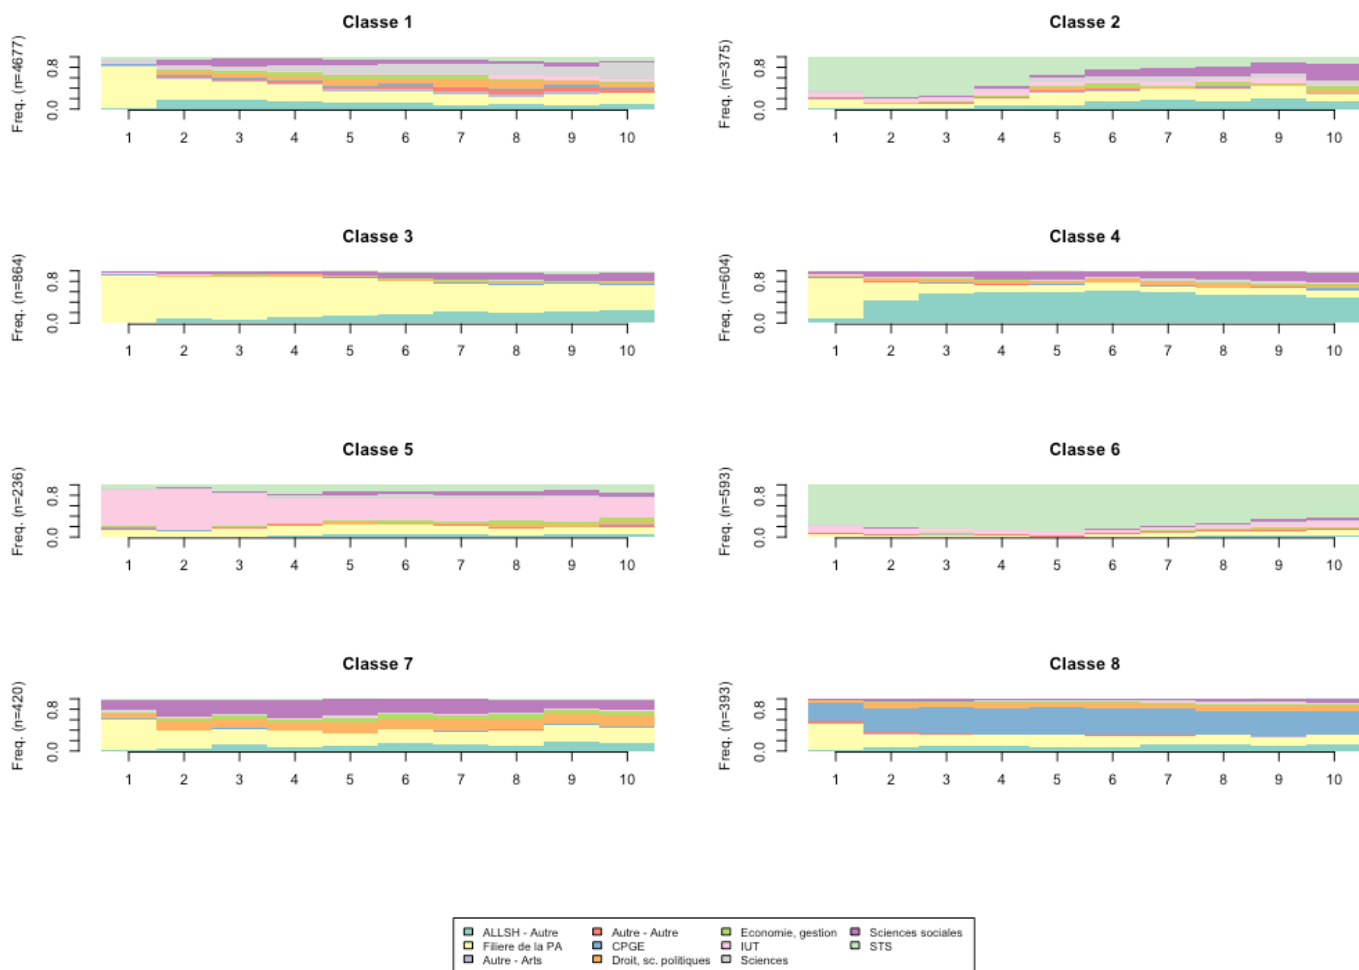 Classe 1
Freq. (n=4677)
0.0 0.8
1 2 3 4 5 6 7 8 9 10
Classe 2
Freq. (n=375)
0.0 0.8
1 2 3 4 5 6 7 8 9 10
Classe 3
Freq. (n=864)
0.0 0.8
1 2 3 4 5 6 7 8 9 10
Classe 4
Freq. (n=604)
0.0 0.8
1 2 3 4 5 6 7 8 9 10
Classe 5
Freq. (n=236)
0.0 0.8
1 2 3 4 5 6 7 8 9 10
Classe 6
Freq. (n=593)
0.0 0.8
1 2 3 4 5 6 7 8 9 10
Classe 7
Freq. (n=420)
0.0 0.8
1 2 3 4 5 6 7 8 9 10
Classe 8
Freq. (n=393)
0.0 0.8
1 2 3 4 5 6 7 8 9 10
ALLSH - Autre
Filiere de la PA
Autre - Arts
Autre - Autre
CPGE
Droit, sc. politiques
Economie, gestion
IUT
Sciences
Sciences sociales
STS